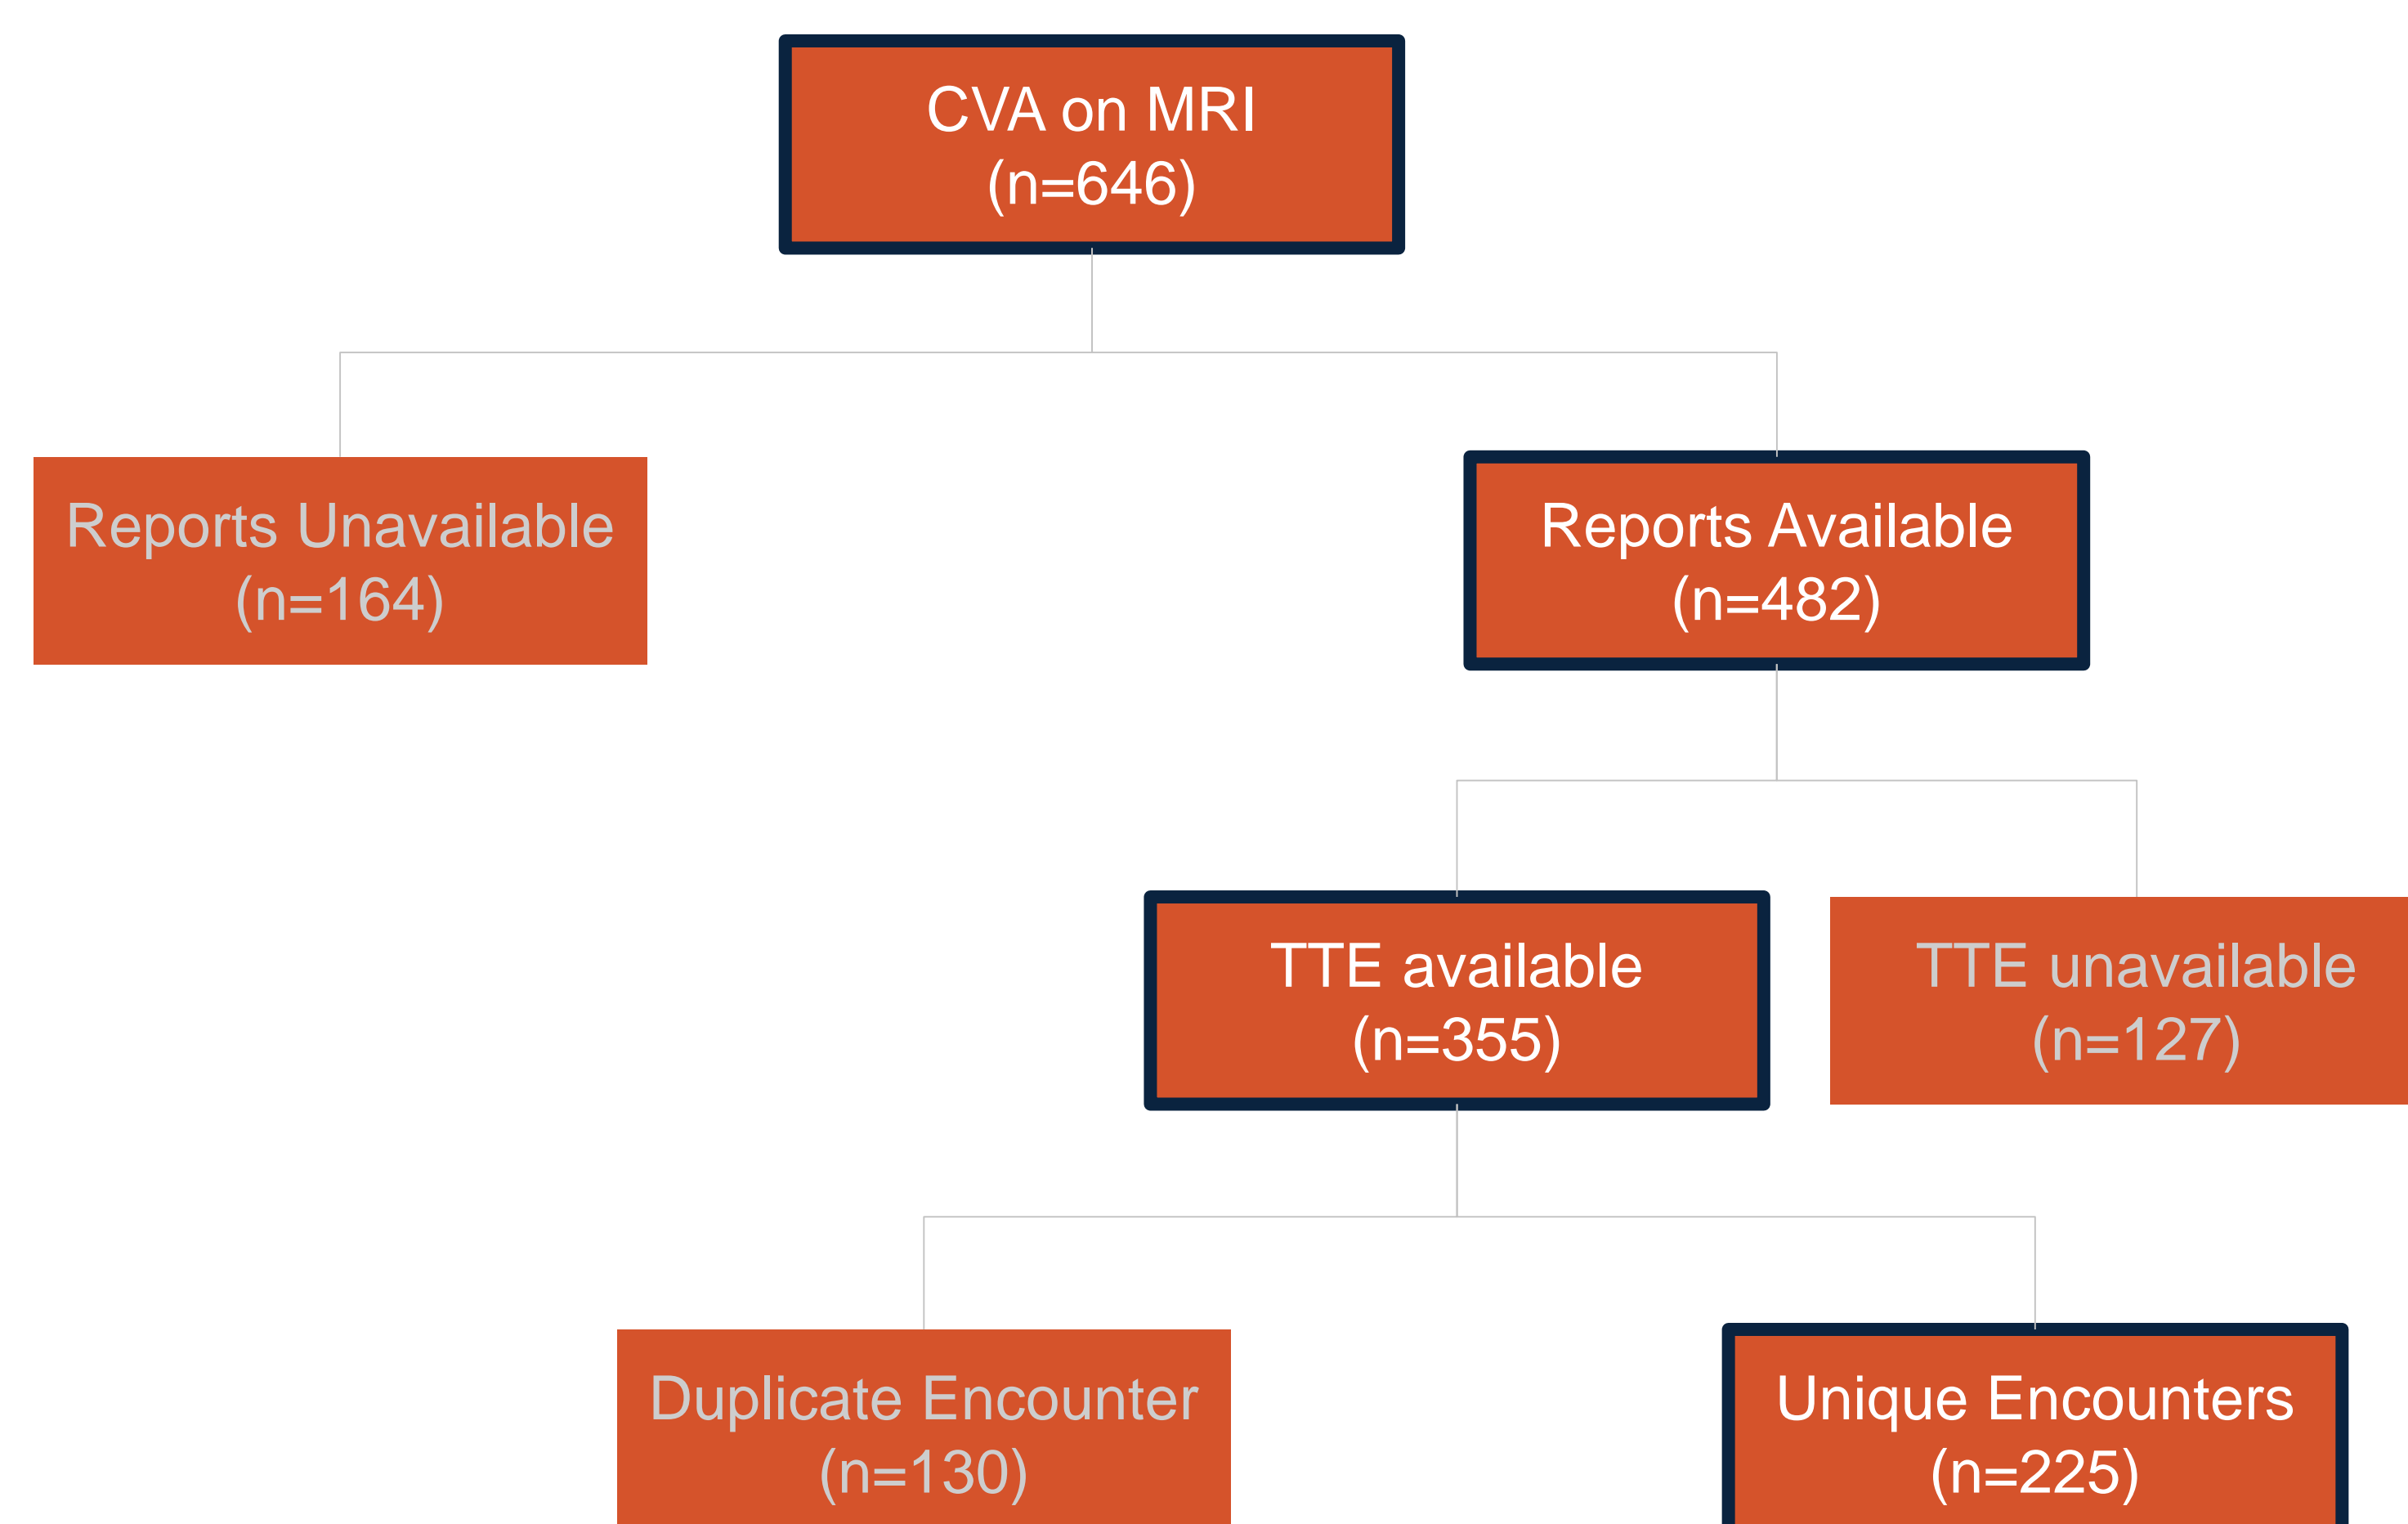 CVA on MRI
(n=646)
Reports Unavailable
(n=164)
Reports Available
(n=482)
TTE available
(n=355)
TTE unavailable
(n=127)
Duplicate Encounter
(n=130)
Unique Encounters
(n=225)